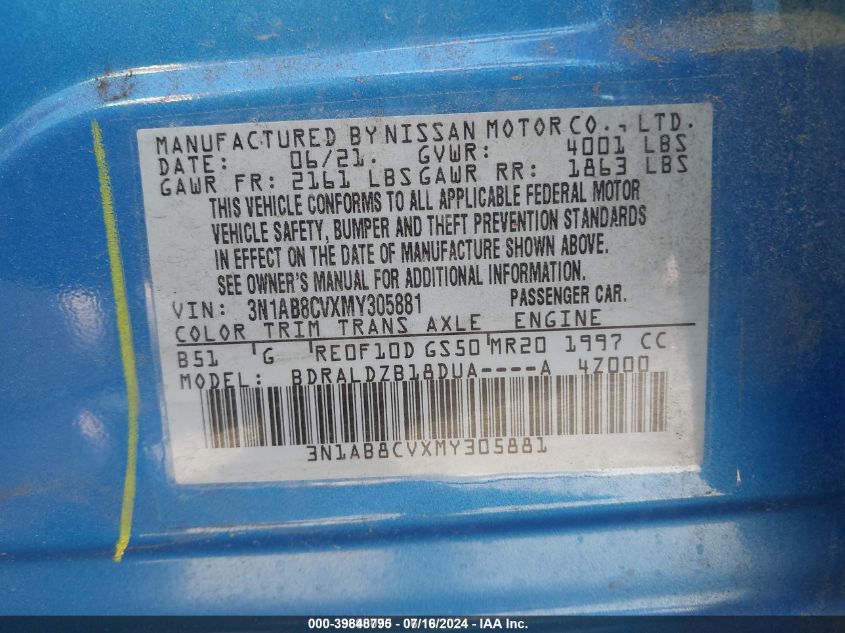 MANUFACTURED BY NISSAN MOTOR CO., LTD.
DATE: 06/21. GVWR: 4001 LBS
GAWR FR: 2161 LBS GAWR RR: 1863 LBS
THIS VEHICLE CONFORMS TO ALL APPLICABLE FEDERAL MOTOR
VEHICLE SAFETY, BUMPER AND THEFT PREVENTION STANDARDS
IN EFFECT ON THE DATE OF MANUFACTURE SHOWN ABOVE.
SEE OWNER'S MANUAL FOR ADDITIONAL INFORMATION.
VIN: 3N1AB8CVXMY305881 PASSENGER CAR.
COLOR TRIM TRANS AXLE ENGINE
B51 G RE0F10D GS50 MR20 1997 CC
MODEL: BDRALDZB18DUA----A 4Z000
3N1AB8CVXMY305881
000-39848795 - 07/16/2024 - IAA Inc.